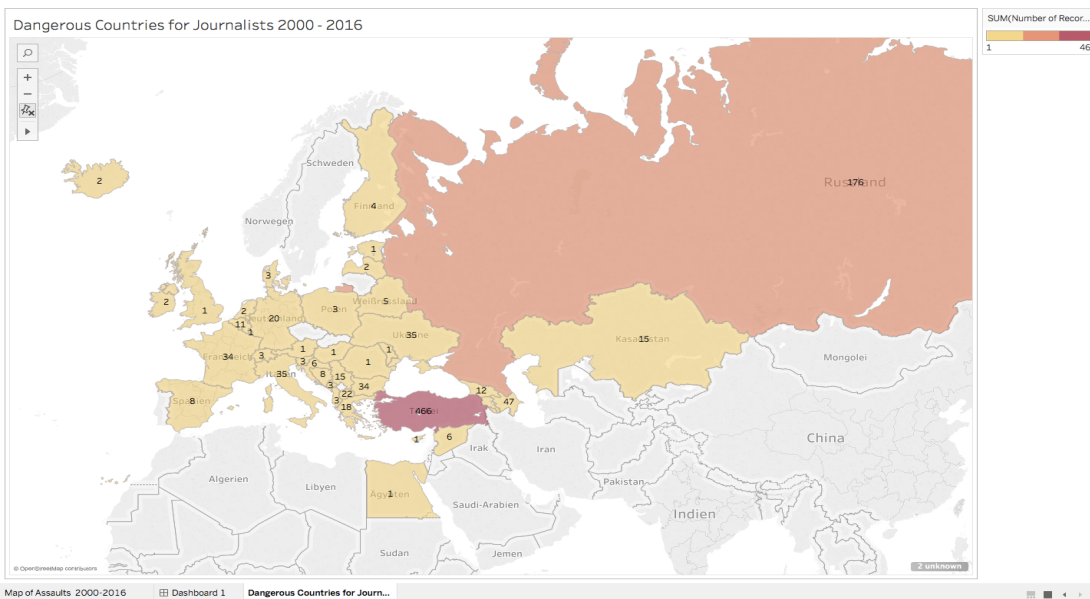 Dangerous Countries for Journalists 2000 - 2016
SUM(Number of Recor...
1
46
Schweden
2
Russland
176
Finnland
4
Norwegen
1
3
2
2
1
2
3
Weißrussland
5
11
20
1
Ukraine
35
15
Kasachstan
Frankreich
34
3
1
1
1
1
Mongolei
3
6
Italien
35
8
15
3
34
12
Spanien
8
22
3
18
466
47
China
1
6
Irak
Iran
Algerien
Libyen
Pakistan
Ägypten
1
Saudi-Arabien
Indien
Sudan
Jemen
© OpenStreetMap contributors
2 unknown
Map of Assaults 2000-2016
Dashboard 1
Dangerous Countries for Journ...